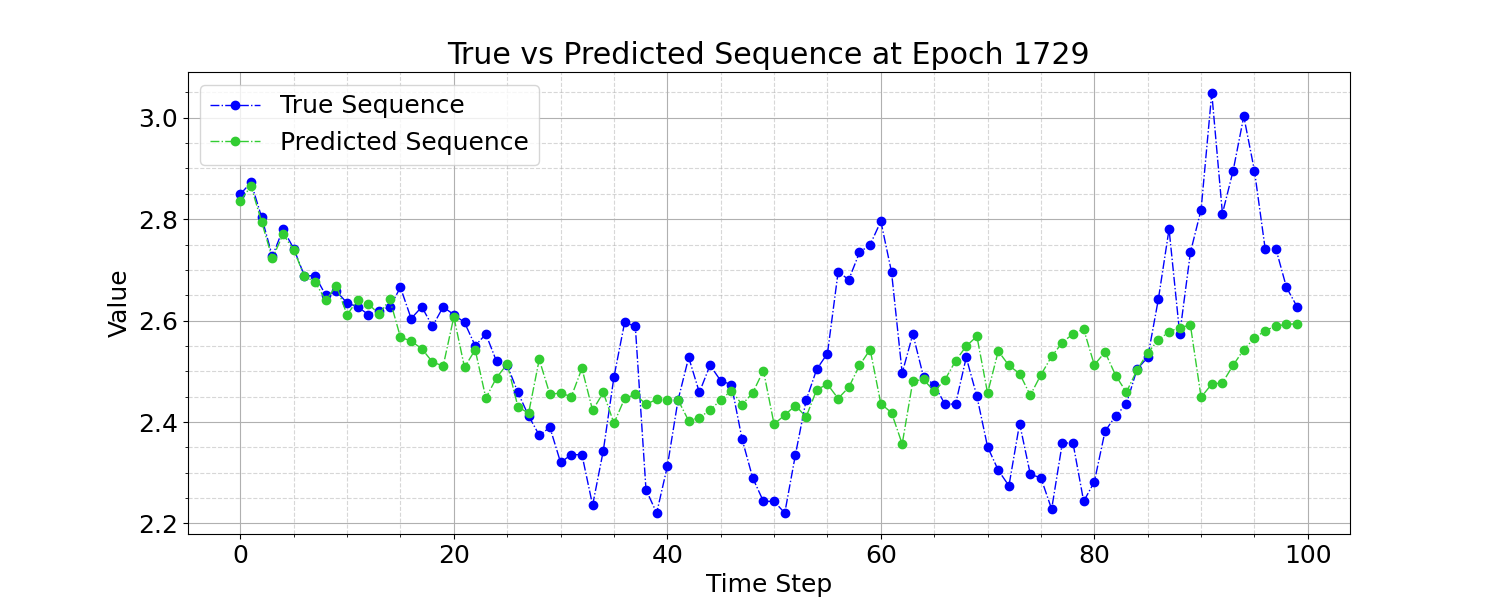 True vs Predicted Sequence at Epoch 1729
True Sequence
Predicted Sequence
3.0
2.8
2.6
2.4
2.2
Value
0 20 40 60 80 100
Time Step